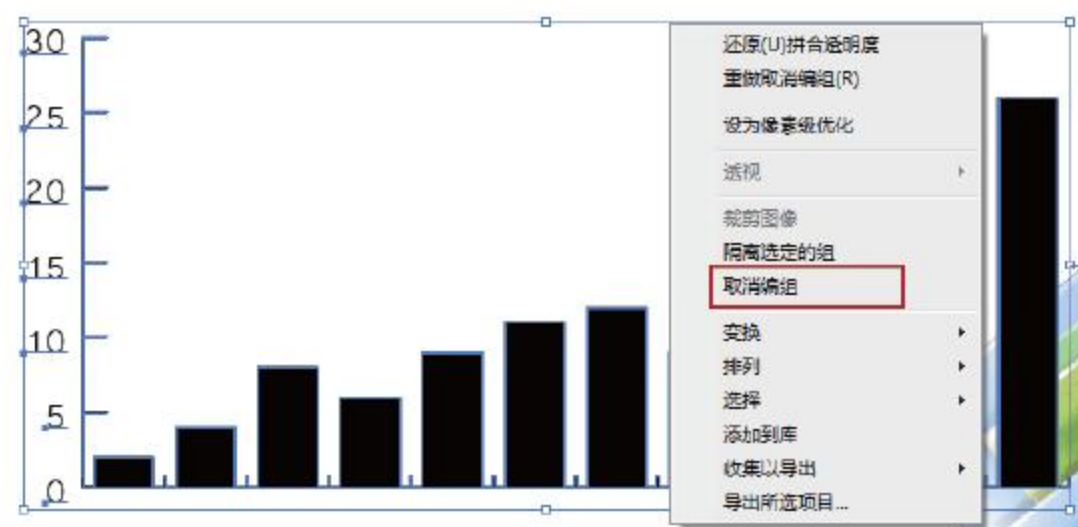 30
25
20
15
10
5
0
还原(U)拼合透明度
重做取消编组(R)
设为像素级优化
透视
裁剪图像
隔离选定的组
取消编组
变换
排列
选择
添加到库
收集以导出
导出所选项目...